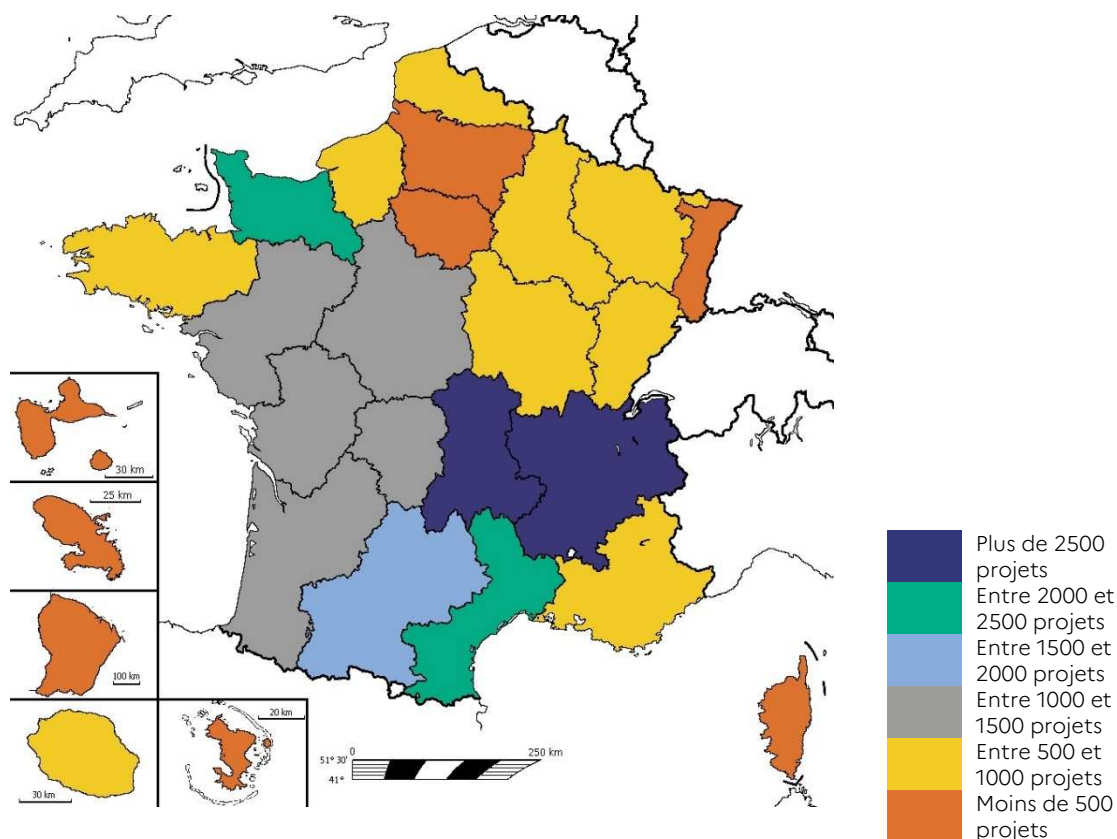 30 km
25 km
100 km
30 km
20 km
0
250 km
51° 30'
41°
Plus de 2500
projets
Entre 2000 et
2500 projets
Entre 1500 et
2000 projets
Entre 1000 et
1500 projets
Entre 500 et
1000 projets
Moins de 500
projets